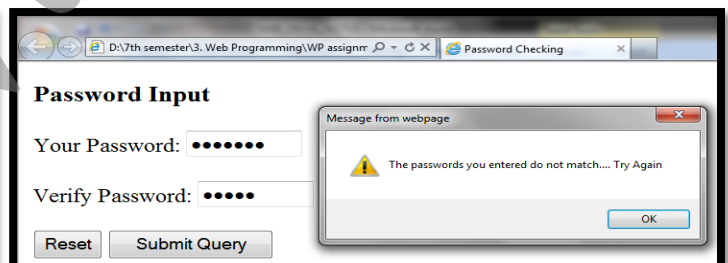 D:\7th semester\3. Web Programming\WP assignm
Password Checking
Password Input
Message from webpage
Your Password: •••••••
The passwords you entered do not match.... Try Again
Verify Password: •••••
OK
Reset
Submit Query